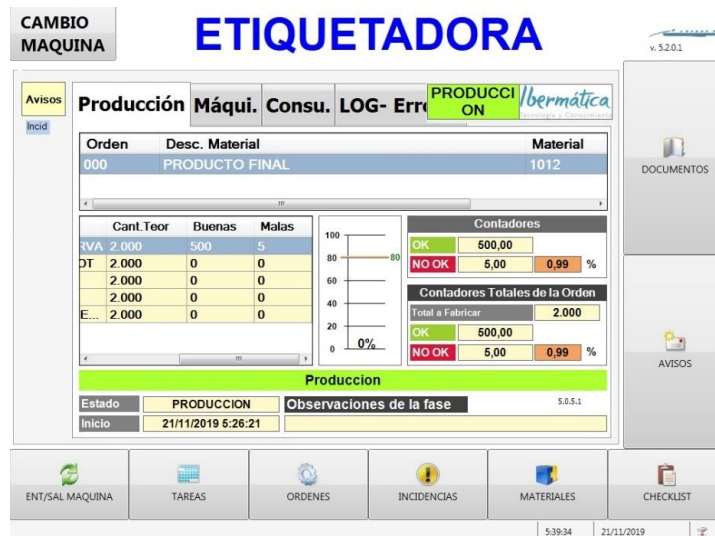 CAMBIO
MAQUINA
ETIQUETADORA
v. 5.2.0.1
Avisos
Incid
Producción Máqui. Consu. LOG- Erro
PRODUCCI
ON
Ibermática
Tecnología y Conocimiento
Orden Desc. Material Material
000 PRODUCTO FINAL 1012
Cant.Teor Buenas Malas
RVA 2.000 500 5
OT 2.000 0 0
2.000 0 0
2.000 0 0
E... 2.000 0 0
100
80 80
60
40
20
0 0%
Contadores
OK 500,00
NO OK 5,00 0,99 %
Contadores Totales de la Orden
Total a Fabricar 2.000
OK 500,00
NO OK 5,00 0,99 %
Produccion
Estado PRODUCCION Observaciones de la fase 5.0.5.1
Inicio 21/11/2019 5:26:21
DOCUMENTOS
AVISOS
ENT/SAL MAQUINA TAREAS ORDENES INCIDENCIAS MATERIALES CHECKLIST
5:39:34 21/11/2019